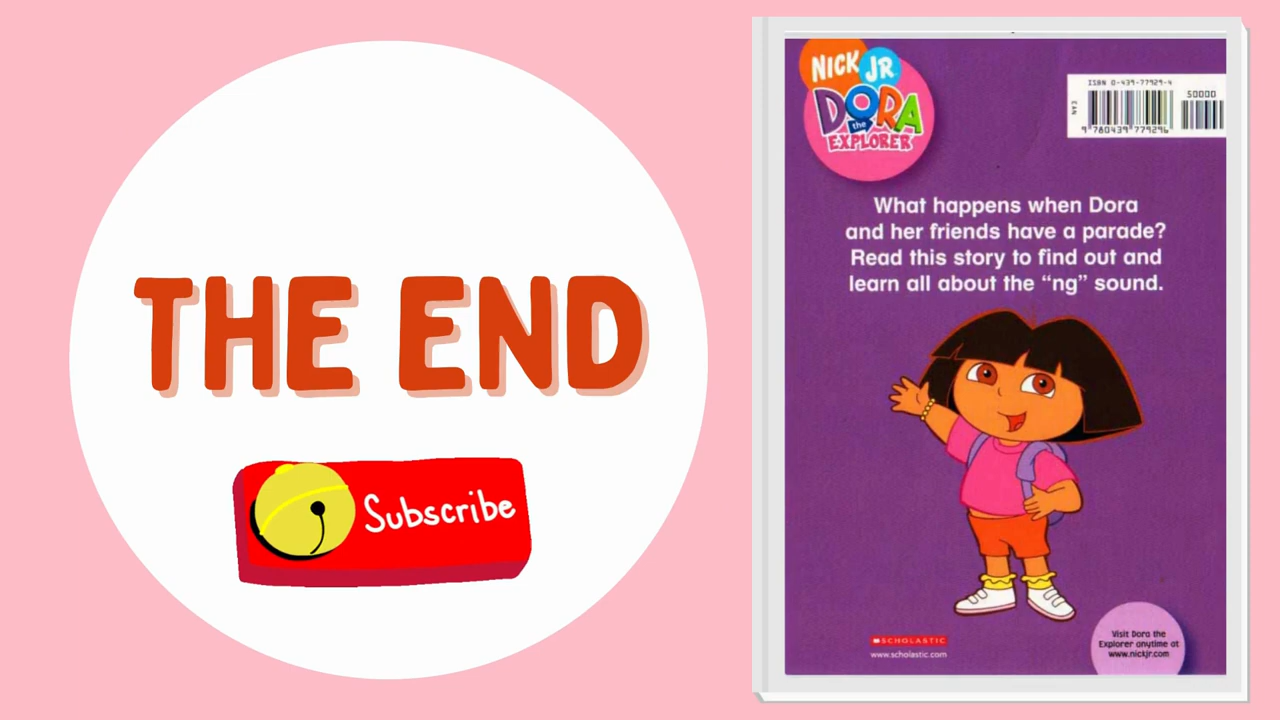 THE END
Subscribe
NICK JR
DORA
the
EXPLORER
ISBN 0-439-77929-4
50000
EAN
9 780439 779296
What happens when Dora
and her friends have a parade?
Read this story to find out and
learn all about the “ng” sound.
SCHOLASTIC
www.scholastic.com
Visit Dora the
Explorer anytime at
www.nickjr.com